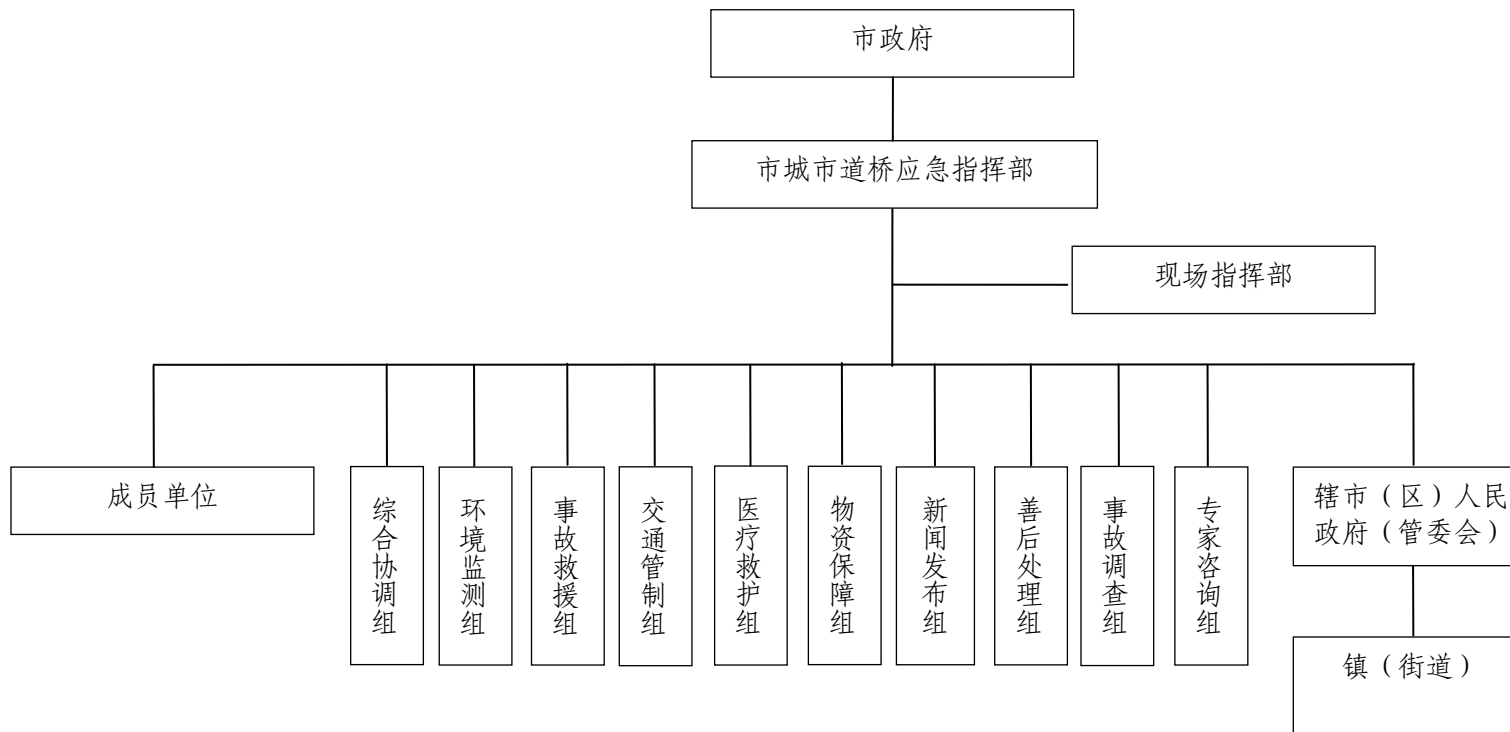 市政府
市城市道桥应急指挥部
现场指挥部
成员单位
综合协调组
环境监测组
事故救援组
交通管制组
医疗救护组
物资保障组
新闻发布组
善后处理组
事故调查组
专家咨询组
辖市（区）人民
政府（管委会）
镇（街道）